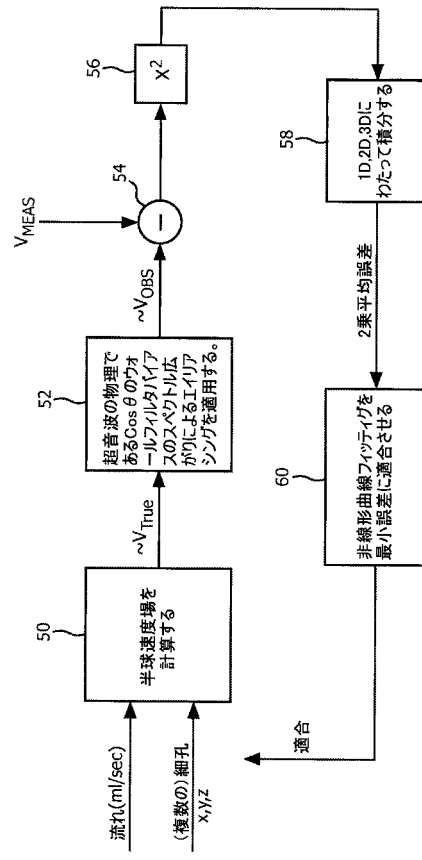 流れ(ml/sec)
(複数の)細孔
x,y,z
50
半球速度場を
計算する
~VTrue
52
超音波の物理で
あるCosθのウォ
ールフィルタバイア
スのスペクトル広
がりによるエイリア
シングを適用する。
~VOBS
VMEAS
54
−
56
X²
58
1D,2D,3Dに
わたって積分する
2乗平均誤差
60
非線形曲線フィッティングを
最小誤差に適合させる
適合